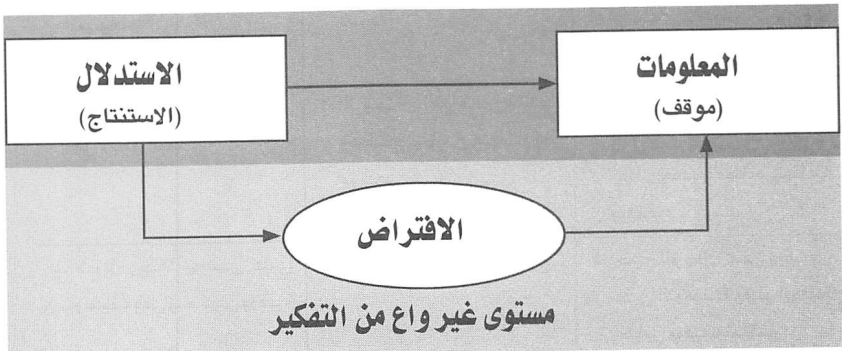 المعلومات
(موقف)
الاستدلال
(الاستنتاج)
الافتراض
مستوى غير واع من التفكير